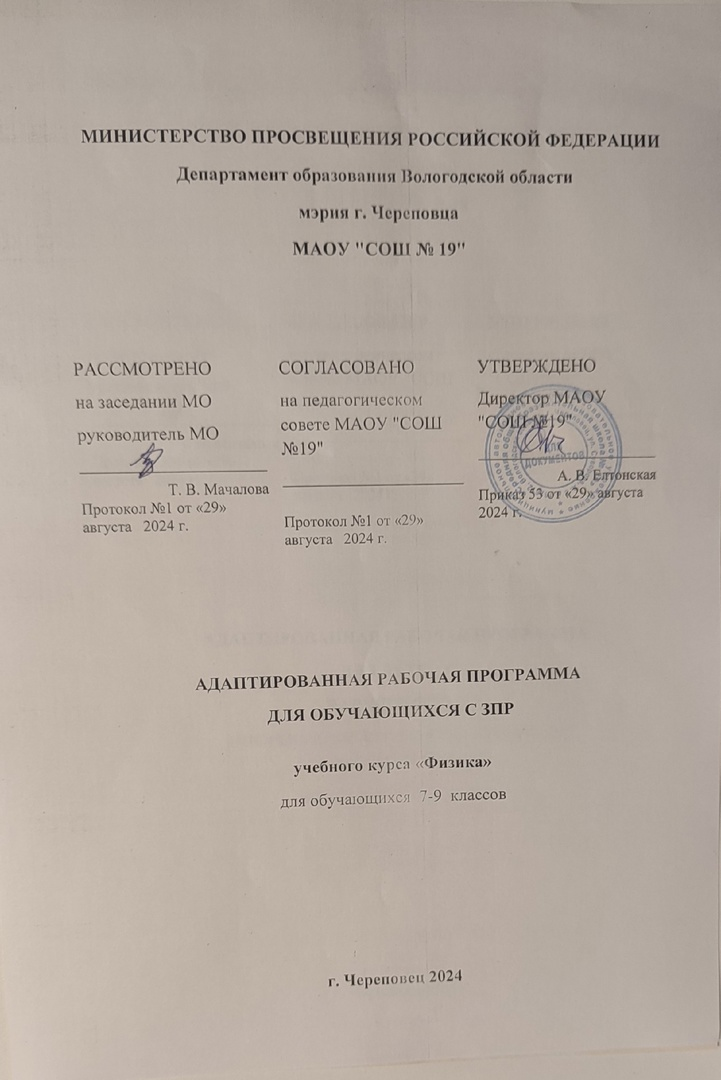 МИНИСТЕРСТВО ПРОСВЕЩЕНИЯ РОССИЙСКОЙ ФЕДЕРАЦИИ
Департамент образования Вологодской области
мэрия г. Череповца
МАОУ "СОШ № 19"
РАССМОТРЕНО
на заседании МО
руководитель МО
Т. В. Мачалова
Протокол №1 от «29»
августа 2024 г.
СОГЛАСОВАНО
на педагогическом
совете МАОУ "СОШ
№19"
Протокол №1 от «29»
августа 2024 г.
УТВЕРЖДЕНО
Директор МАОУ
"СОШ №19"
ДОКУМЕНТОВ
А. В. Елтонская
Приказ 53 от «29» августа
2024 г.
АДАПТИРОВАННАЯ РАБОЧАЯ ПРОГРАММА
ДЛЯ ОБУЧАЮЩИХСЯ С ЗПР
учебного курса «Физика»
для обучающихся 7-9 классов
г. Череповец 2024